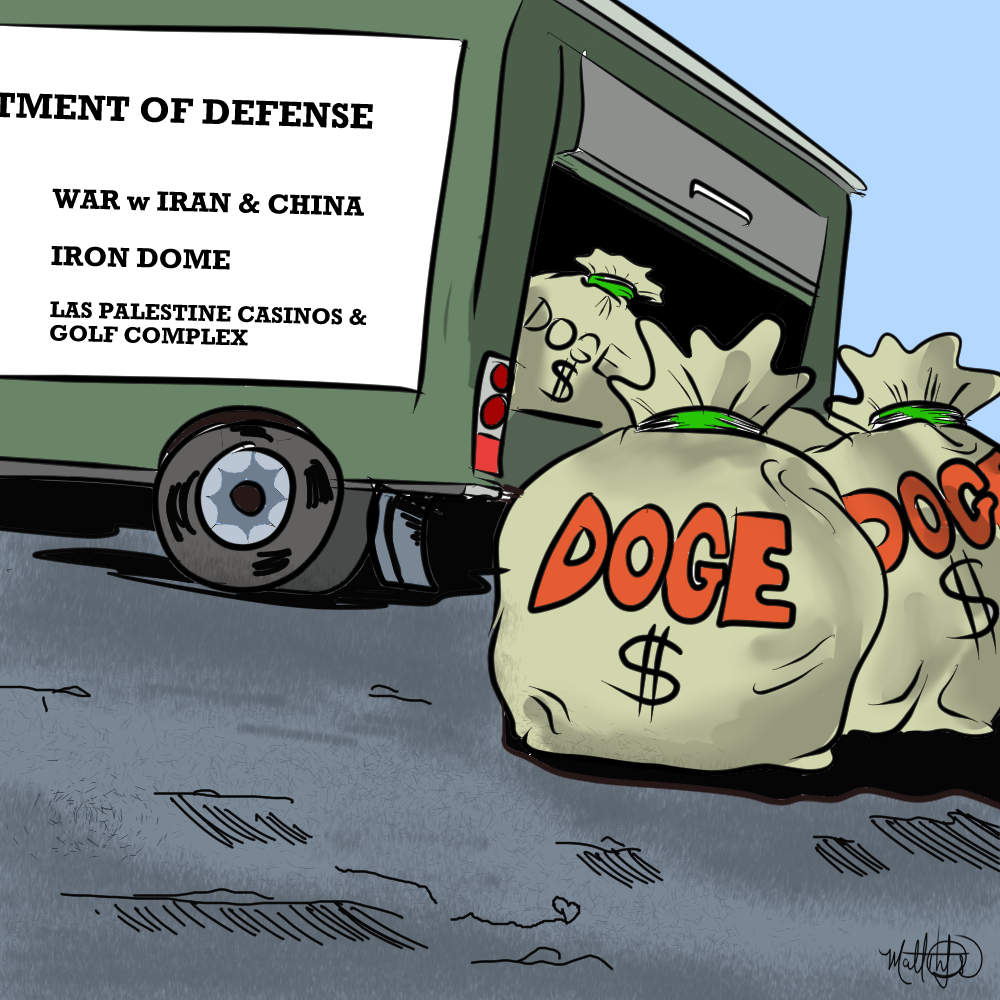 TMENT OF DEFENSE
WAR w IRAN & CHINA
IRON DOME
LAS PALESTINE CASINOS &
GOLF COMPLEX
DOGE
$
DOGE
$
DOGE
$